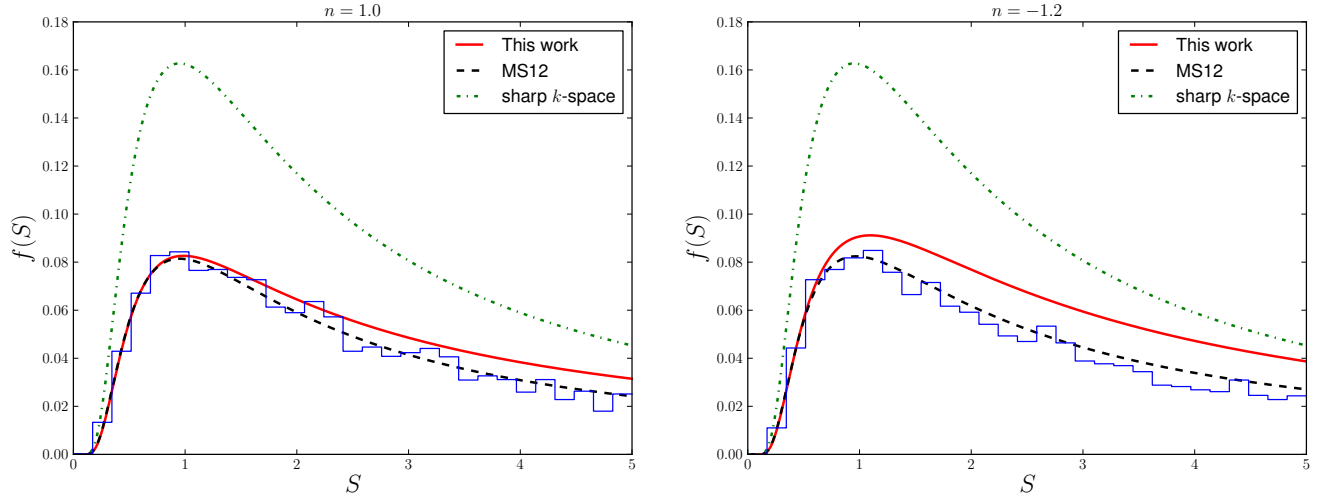 n = 1.0
0.18
0.16
0.14
0.12
0.10
0.08
0.06
0.04
0.02
0.00
f(S)
This work
MS12
sharp k-space
0 1 2 3 4 5
S
n = −1.2
0.18
0.16
0.14
0.12
0.10
0.08
0.06
0.04
0.02
0.00
f(S)
This work
MS12
sharp k-space
0 1 2 3 4 5
S